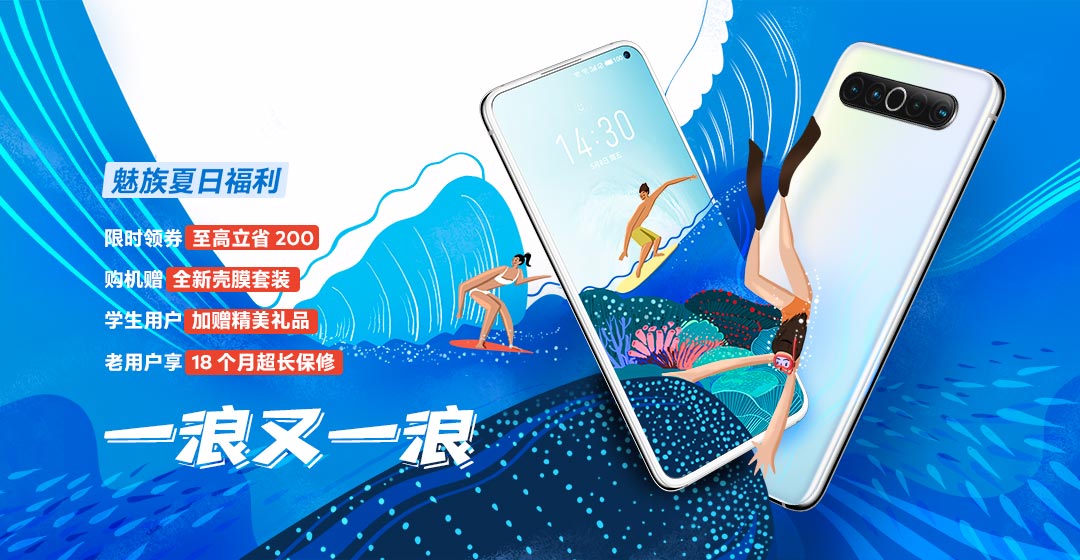 魅族夏日福利
限时领券 至高立省 200
购机赠 全新壳膜套装
学生用户 加赠精美礼品
老用户享 18 个月超长保修
一浪又一浪
14:30